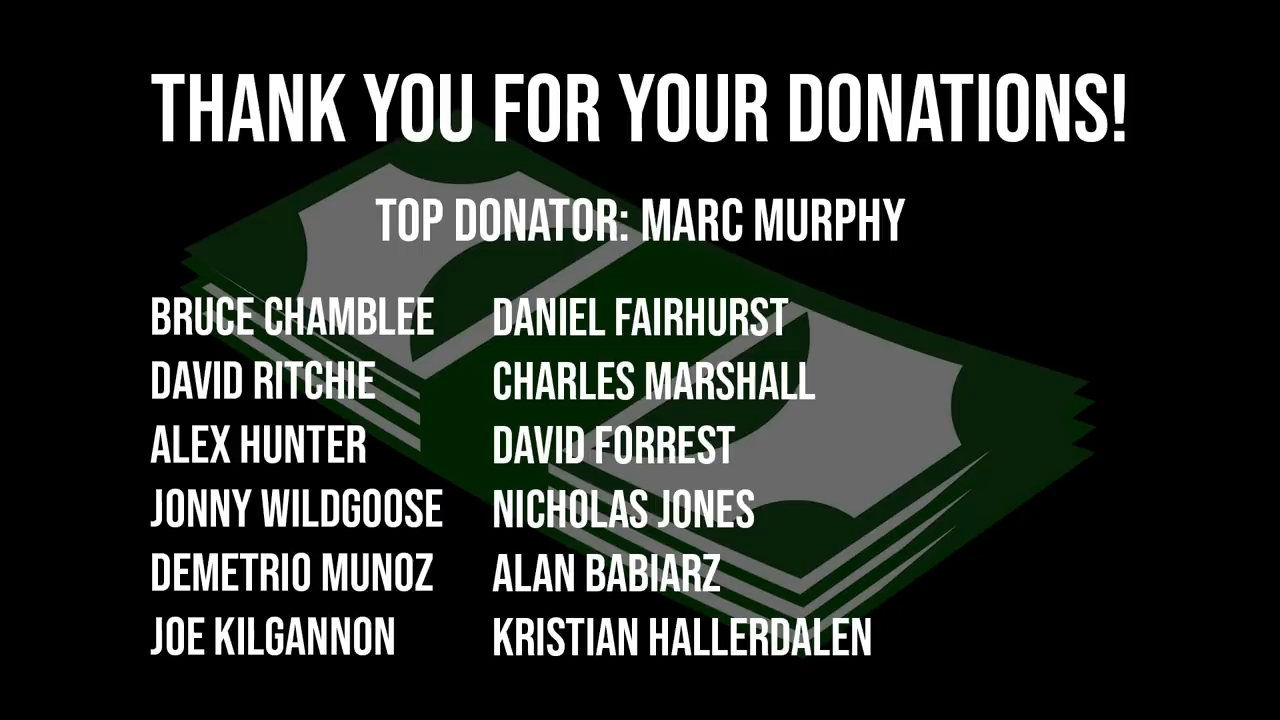 THANK YOU FOR YOUR DONATIONS!
TOP DONATOR: MARC MURPHY
BRUCE CHAMBLEE
DAVID RITCHIE
ALEX HUNTER
JONNY WILDGOOSE
DEMETRIO MUNOZ
JOE KILGANNON
DANIEL FAIRHURST
CHARLES MARSHALL
DAVID FORREST
NICHOLAS JONES
ALAN BABIARZ
KRISTIAN HALLERDALEN